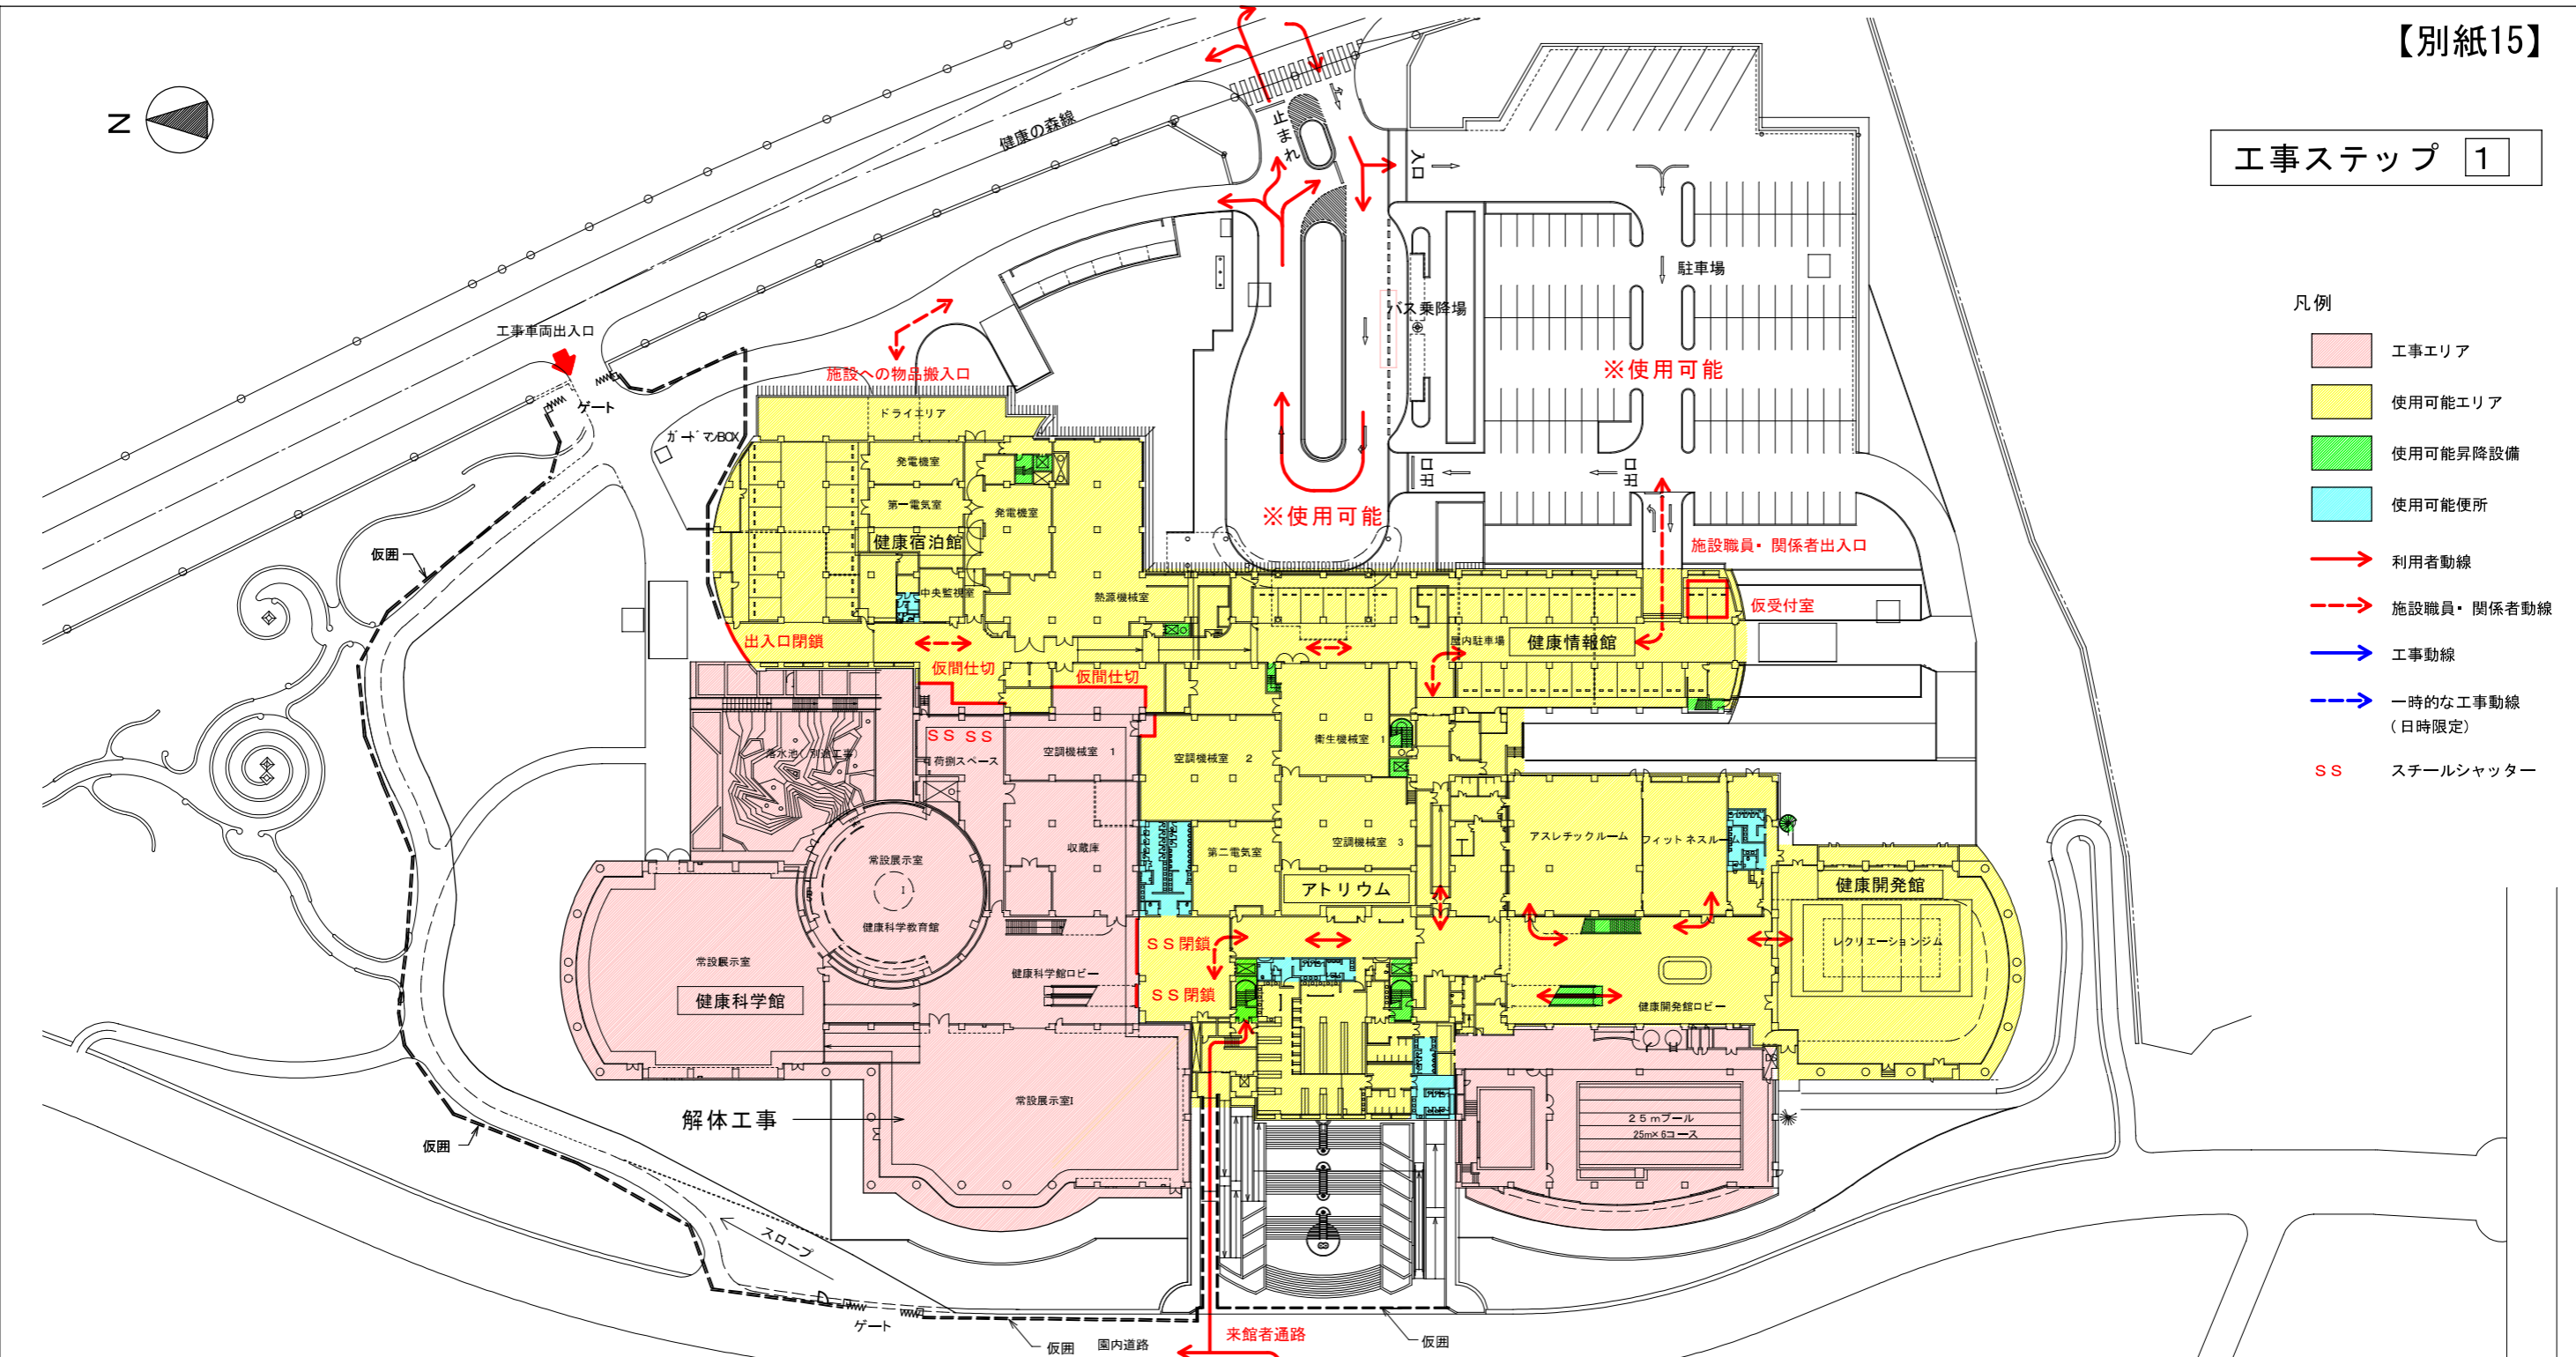 【別紙15】
工事ステップ 1
N
健康の森線
止まれ
入口
駐車場
バス乗降場
※使用可能
※使用可能
出口
出口
工事車両出入口
ゲート
ガードマンBOX
施設への物品搬入口
ドライエリア
発電機室
第一電気室
発電機室
健康宿泊館
中央監視室
熱源機械室
仮囲
出入口閉鎖
仮間仕切
仮間仕切
施設職員・関係者出入口
仮受付室
屋内駐車場
健康情報館
凡例
工事エリア
使用可能エリア
使用可能昇降設備
使用可能便所
利用者動線
施設職員・関係者動線
工事動線
一時的な工事動線
(日時限定)
SS スチールシャッター
SS SS
落水池(別途工事)
荷捌スペース
空調機械室 1
空調機械室 2
衛生機械室 1
収蔵庫
第二電気室
空調機械室 3
アトリウム
アスレチックルーム
フィットネスルーム
健康開発館
レクリエーションジム
常設展示室
健康科学教育館
常設展示室
健康科学館
健康科学館ロビー
SS閉鎖
SS閉鎖
健康開発館ロビー
常設展示室I
解体工事
25mプール
25m×6コース
仮囲
スロープ
ゲート
仮囲
園内道路
来館者通路
仮囲